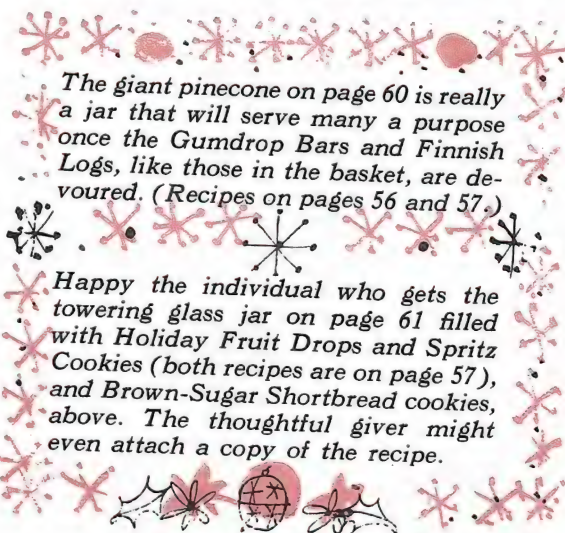 The giant pinecone on page 60 is really
a jar that will serve many a purpose
once the Gumdrop Bars and Finnish
Logs, like those in the basket, are de-
voured. (Recipes on pages 56 and 57.)
Happy the individual who gets the
towering glass jar on page 61 filled
with Holiday Fruit Drops and Spritz
Cookies (both recipes are on page 57),
and Brown-Sugar Shortbread cookies,
above. The thoughtful giver might
even attach a copy of the recipe.